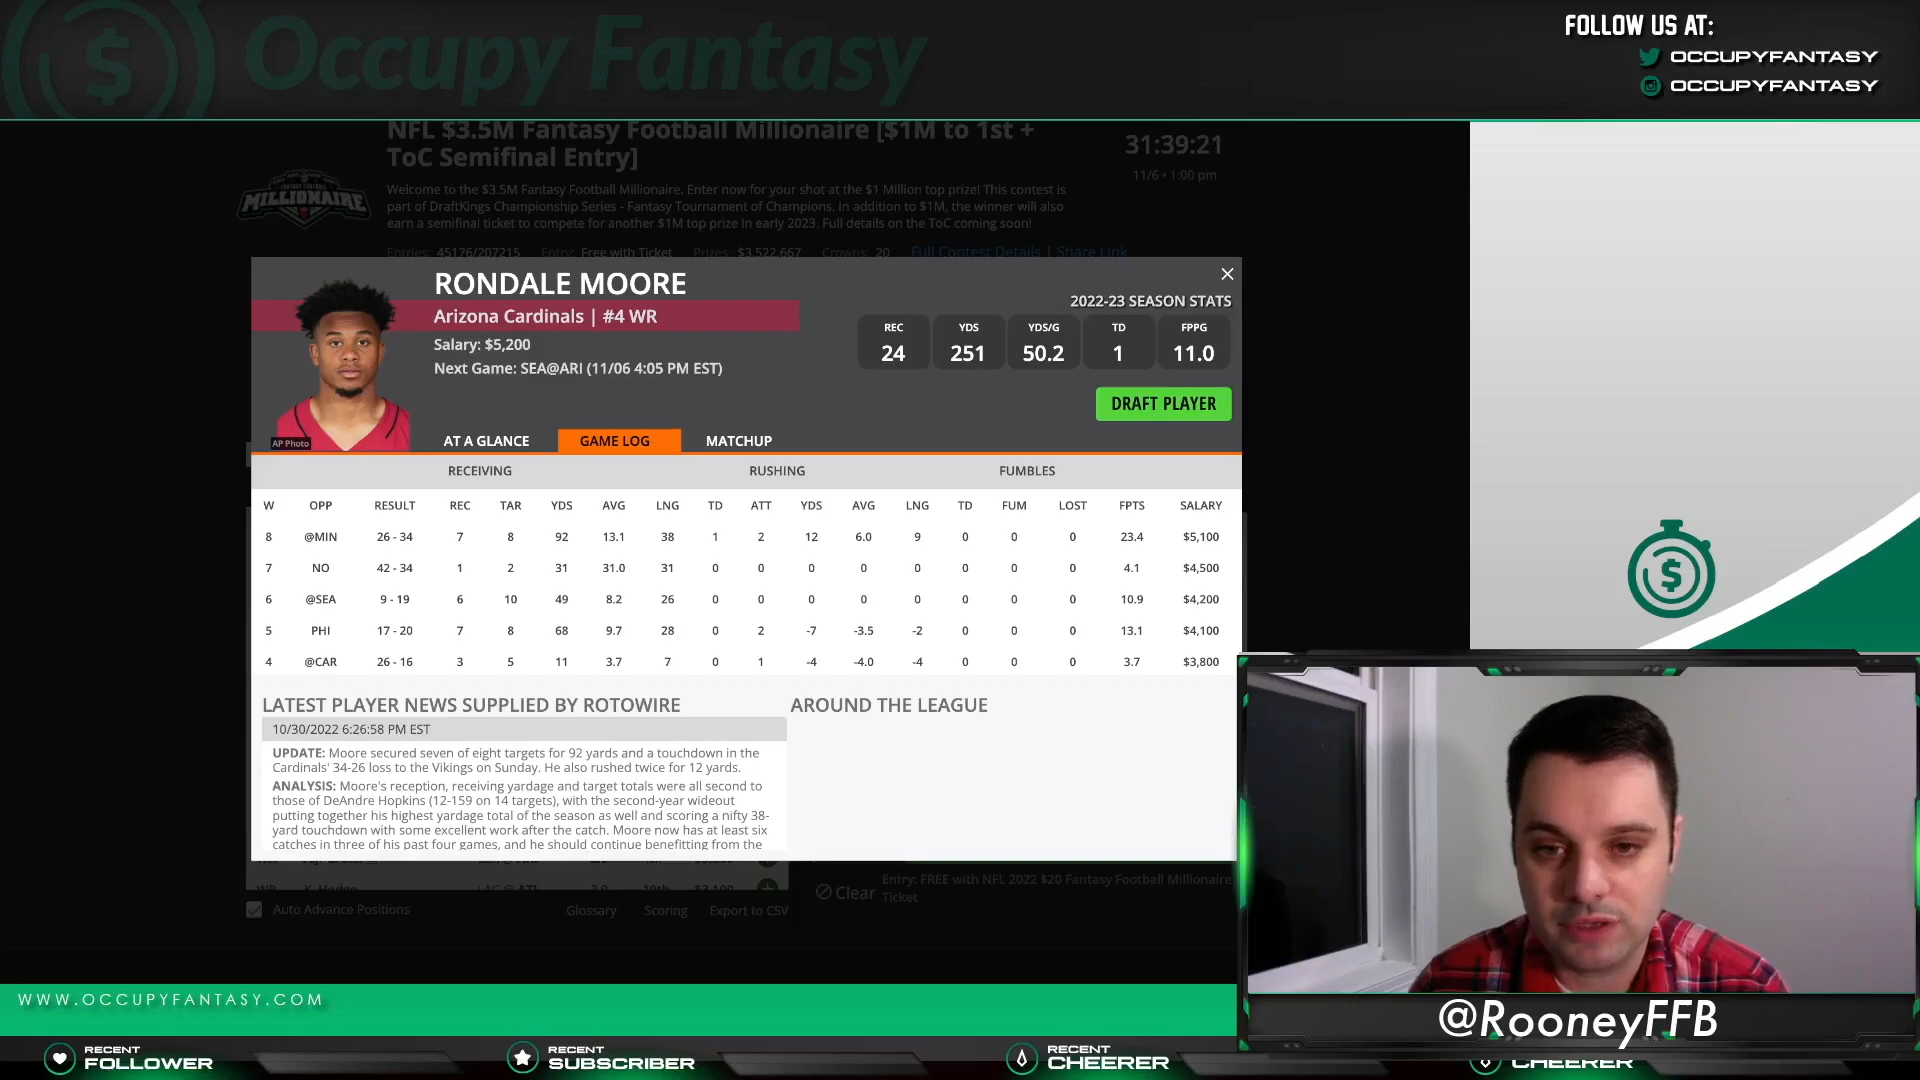 Occupy Fantasy
FOLLOW US AT:
OCCUPYFANTASY
OCCUPYFANTASY
NFL $3.5M Fantasy Football Millionaire [$1M to 1st +
ToC Semifinal Entry]
31:39:21
11/6 • 1:00 pm
MILLIONAIRE
Welcome to the $3.5M Fantasy Football Millionaire. Enter now for your shot at the $1 Million top prize! This contest is
part of DraftKings Championship Series - Fantasy Tournament of Champions. In addition to $1M, the winner will also
earn a semifinal ticket to compete for another $1M top prize in early 2023. Full details on the ToC coming soon!
Entries: 45176/207215 Entry: Free with Ticket Prizes: $3,522,667 Crowns: 20 Full Contest Details | Share Link
RONDALE MOORE
Arizona Cardinals | #4 WR
Salary: $5,200
Next Game: SEA@ARI (11/06 4:05 PM EST)
AP Photo
2022-23 SEASON STATS
REC YDS YDS/G TD FPPG
24 251 50.2 1 11.0
DRAFT PLAYER
AT A GLANCE GAME LOG MATCHUP
RECEIVING RUSHING FUMBLES
W OPP RESULT REC TAR YDS AVG LNG TD ATT YDS AVG LNG TD FUM LOST FPTS SALARY
8 @MIN 26 - 34 7 8 92 13.1 38 1 2 12 6.0 9 0 0 0 23.4 $5,100
7 NO 42 - 34 1 2 31 31.0 31 0 0 0 0 0 0 0 0 4.1 $4,500
6 @SEA 9 - 19 6 10 49 8.2 26 0 0 0 0 0 0 0 0 10.9 $4,200
5 PHI 17 - 20 7 8 68 9.7 28 0 2 -7 -3.5 -2 0 0 0 13.1 $4,100
4 @CAR 26 - 16 3 5 11 3.7 7 0 1 -4 -4.0 -4 0 0 0 3.7 $3,800
LATEST PLAYER NEWS SUPPLIED BY ROTOWIRE
AROUND THE LEAGUE
10/30/2022 6:26:58 PM EST
UPDATE: Moore secured seven of eight targets for 92 yards and a touchdown in the
Cardinals' 34-26 loss to the Vikings on Sunday. He also rushed twice for 12 yards.
ANALYSIS: Moore's reception, receiving yardage and target totals were all second to
those of DeAndre Hopkins (12-159 on 14 targets), with the second-year wideout
putting together his highest yardage total of the season as well and scoring a nifty 38-
yard touchdown with some excellent work after the catch. Moore now has at least six
catches in three of his past four games, and he should continue benefitting from the
Clear
Entry: FREE with NFL 2022 $20 Fantasy Football Millionaire
Ticket
Auto Advance Positions
Glossary Scoring Export to CSV
WWW.OCCUPYFANTASY.COM
@RooneyFFB
RECENT
FOLLOWER
RECENT
SUBSCRIBER
RECENT
CHEERER
CHEERER